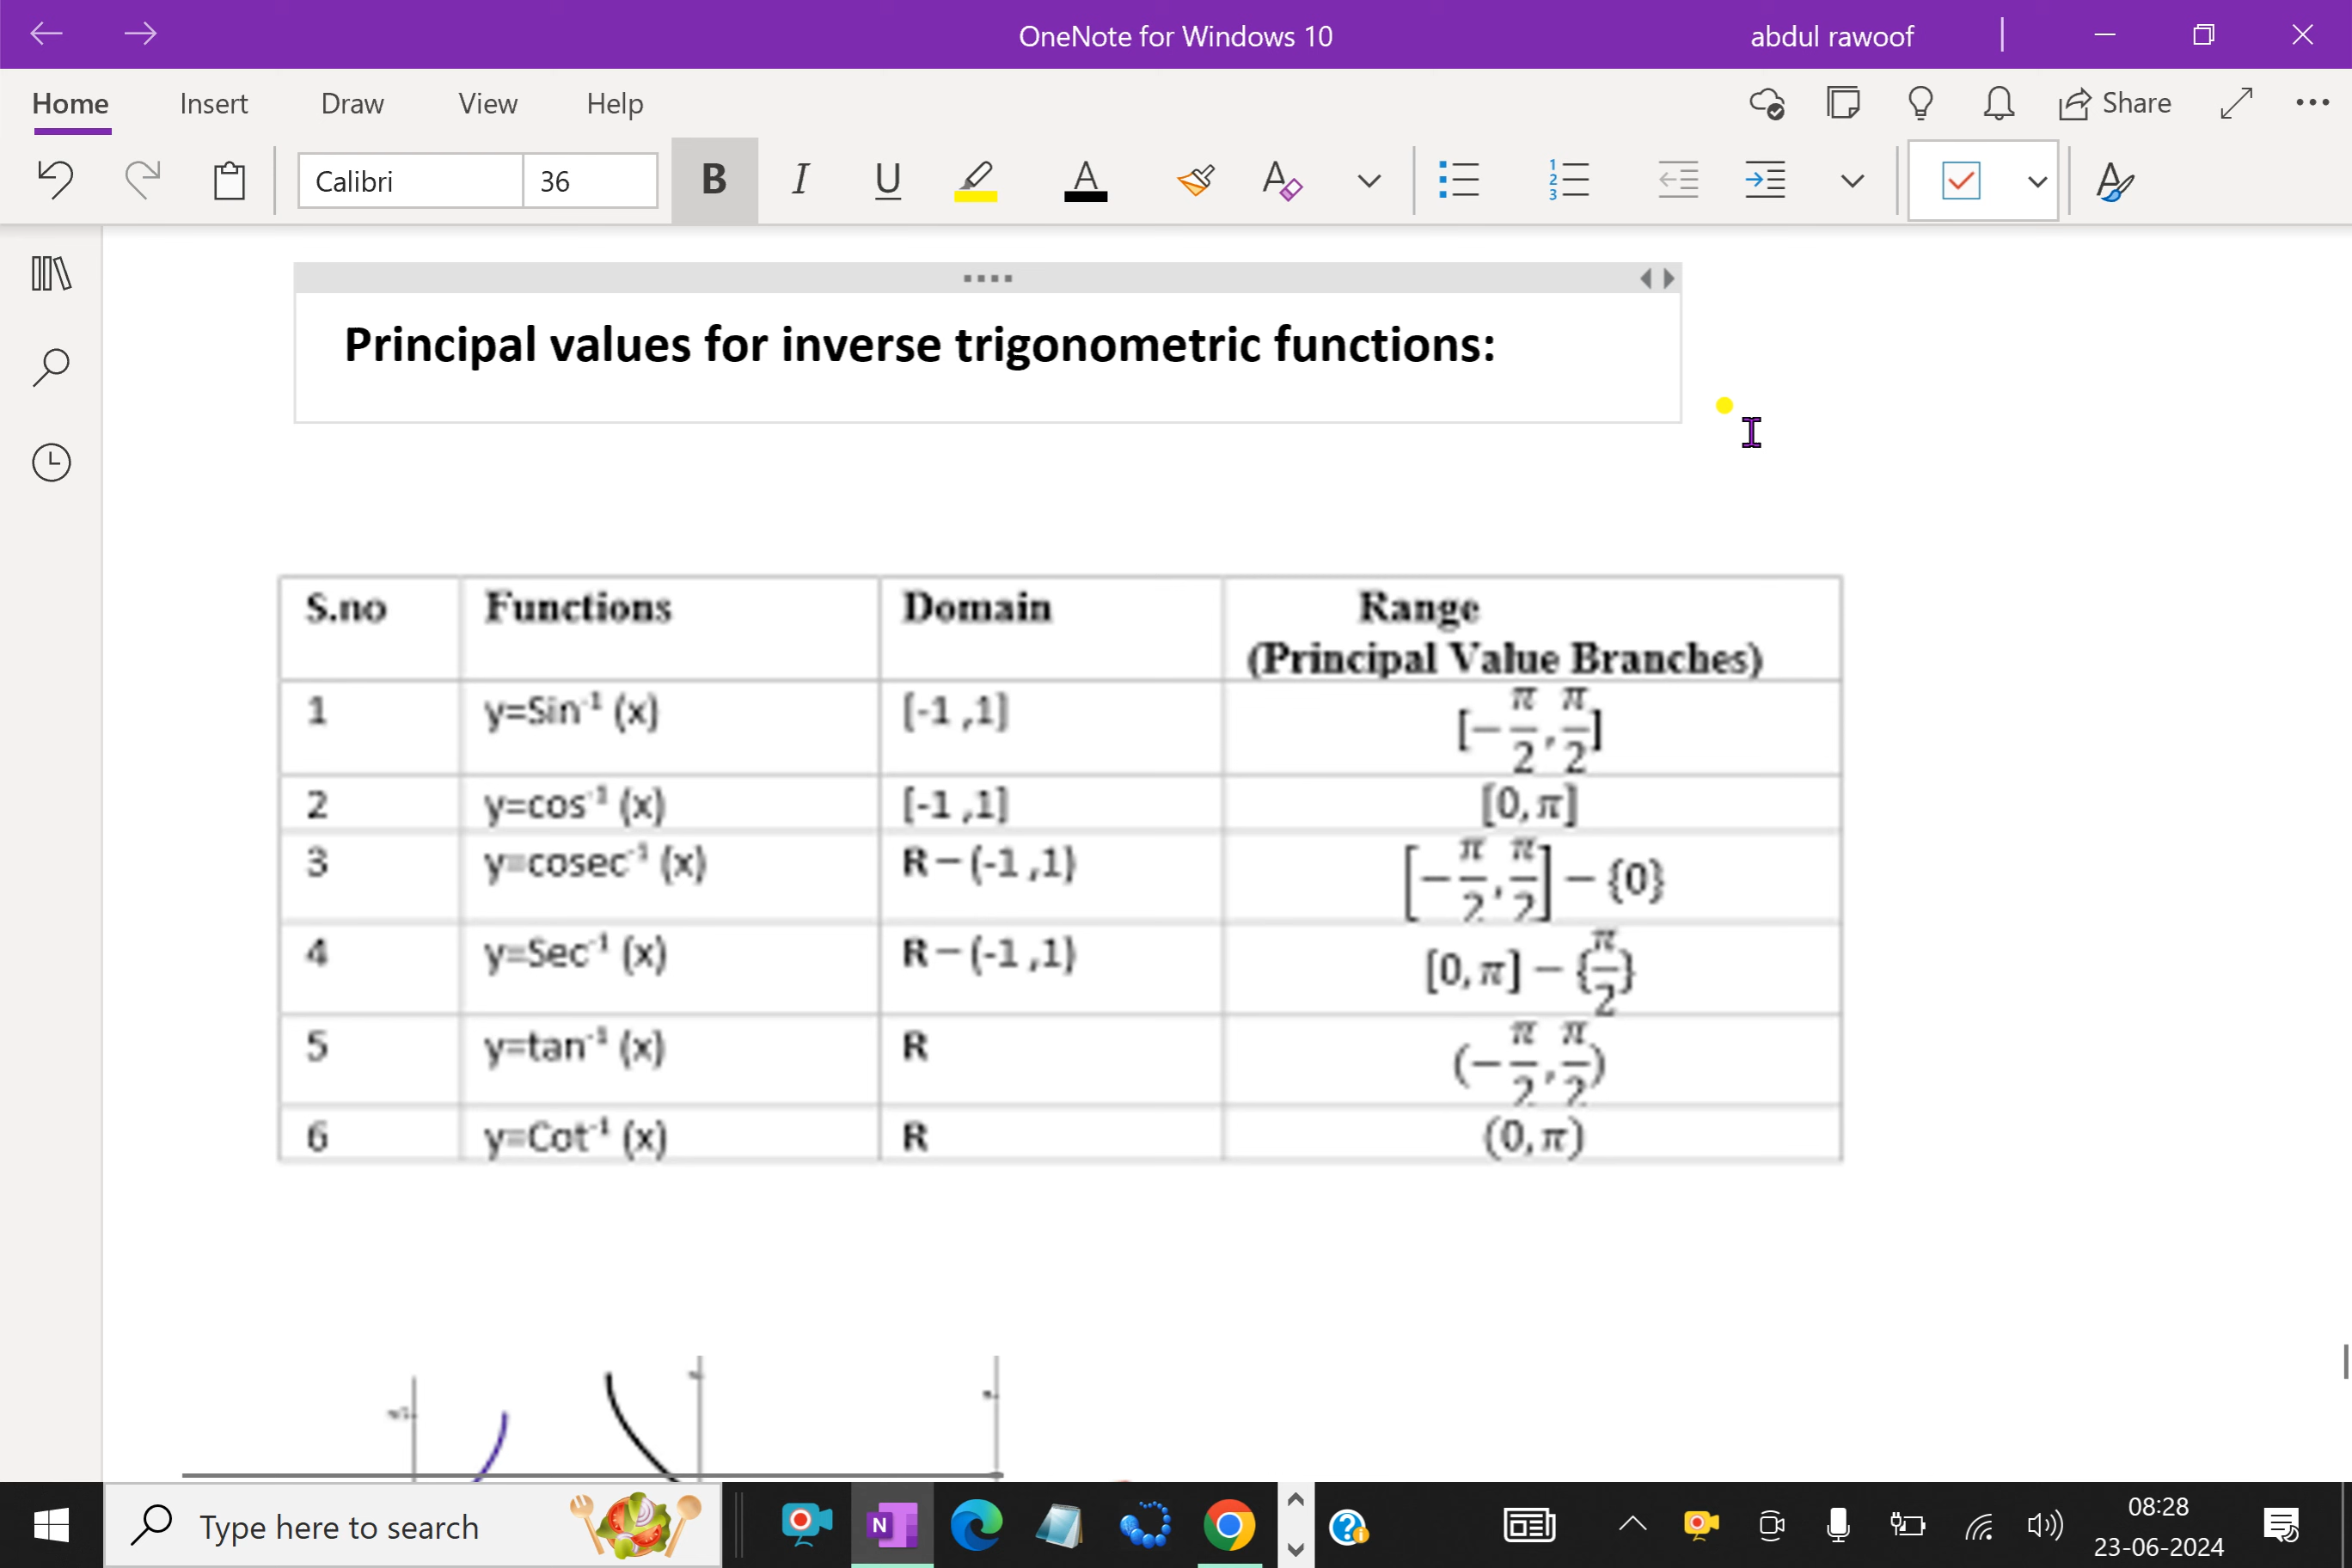 OneNote for Windows 10
abdul rawoof
Home Insert Draw View Help
Share
Calibri 36 B I U A A
Principal values for inverse trigonometric functions:
S.no Functions Domain Range
(Principal Value Branches)
1 y=Sin⁻¹ (x) [-1 ,1] [−π/2, π/2]
2 y=cos⁻¹ (x) [-1 ,1] [0, π]
3 y=cosec⁻¹ (x) R − (-1 ,1) [−π/2, π/2] − {0}
4 y=Sec⁻¹ (x) R − (-1 ,1) [0, π] − {π/2}
5 y=tan⁻¹ (x) R (−π/2, π/2)
6 y=Cot⁻¹ (x) R (0, π)
Type here to search
N
08:28
23-06-2024